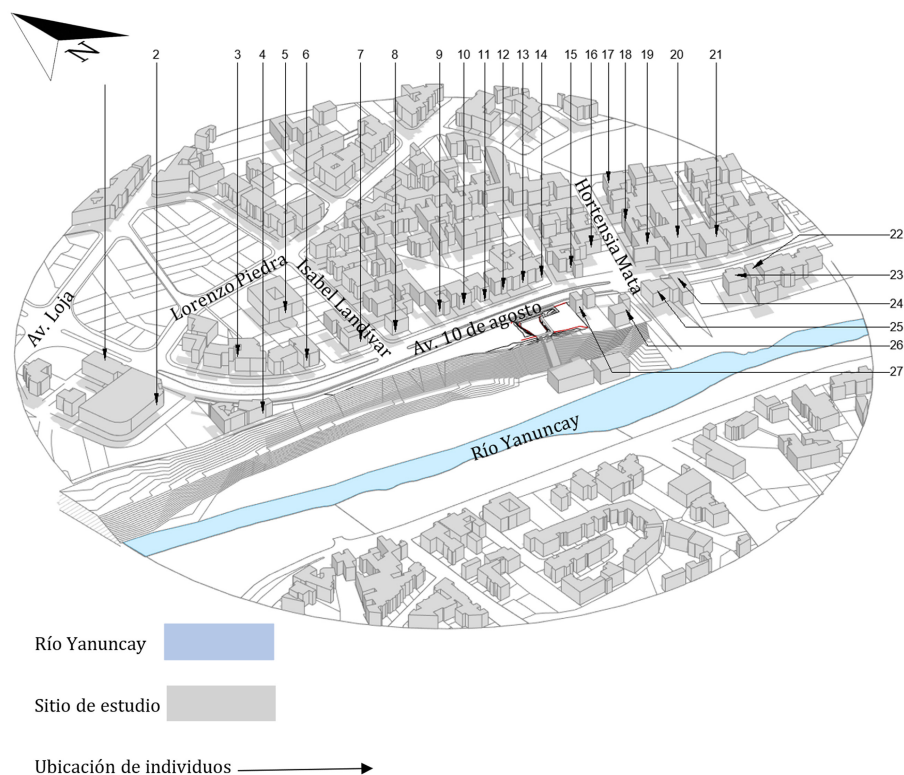 N
2 3 4 5 6 7 8 9 10 11 12 13 14 15 16 17 18 19 20 21
22
23
24
25
26
27
Av. Loja
Lorenzo Piedra
Isabel Landivar
Av. 10 de agosto
Hortensia Mata
Río Yanuncay
Río Yanuncay
Sitio de estudio
Ubicación de individuos